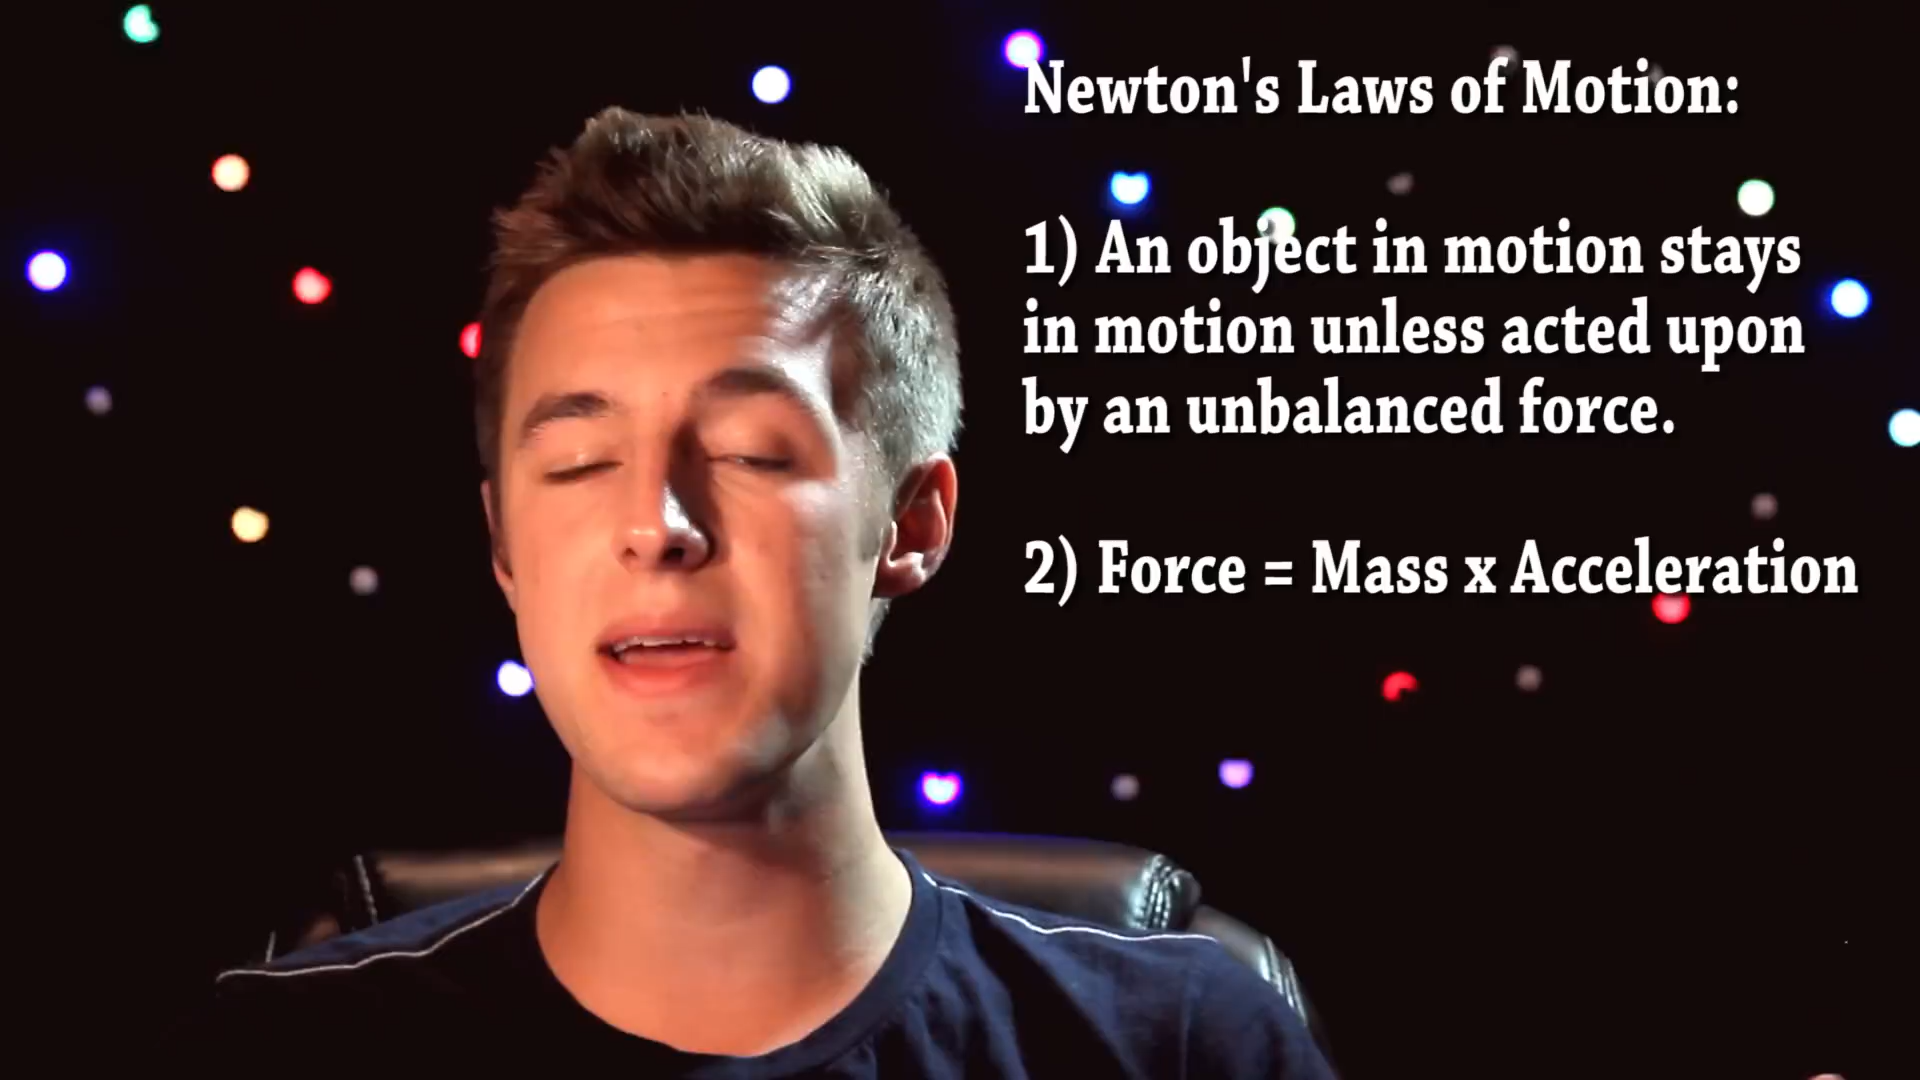 Newton's Laws of Motion:
1) An object in motion stays
in motion unless acted upon
by an unbalanced force.
2) Force = Mass x Acceleration